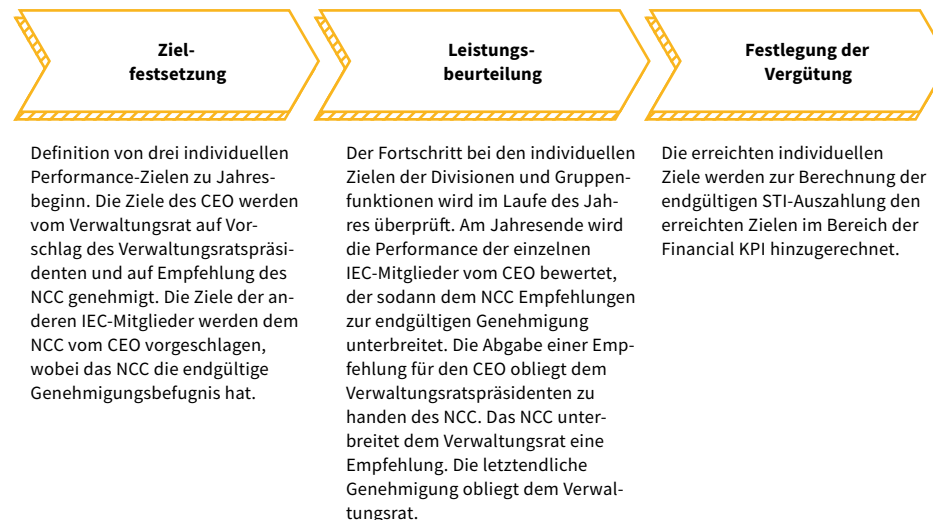 Ziel-
festsetzung
Definition von drei individuellen
Performance-Zielen zu Jahres-
beginn. Die Ziele des CEO werden
vom Verwaltungsrat auf Vor-
schlag des Verwaltungsratspräsi-
denten und auf Empfehlung des
NCC genehmigt. Die Ziele der an-
deren IEC-Mitglieder werden dem
NCC vom CEO vorgeschlagen,
wobei das NCC die endgültige
Genehmigungsbefugnis hat.
Leistungs-
beurteilung
Der Fortschritt bei den individuellen
Zielen der Divisionen und Gruppen-
funktionen wird im Laufe des Jah-
res überprüft. Am Jahresende wird
die Performance der einzelnen
IEC-Mitglieder vom CEO bewertet,
der sodann dem NCC Empfehlungen
zur endgültigen Genehmigung
unterbreitet. Die Abgabe einer Emp-
fehlung für den CEO obliegt dem
Verwaltungsratspräsidenten zu
handen des NCC. Das NCC unter-
breitet dem Verwaltungsrat eine
Empfehlung. Die letztendliche
Genehmigung obliegt dem Verwal-
tungsrat.
Festlegung der
Vergütung
Die erreichten individuellen
Ziele werden zur Berechnung der
endgültigen STI-Auszahlung den
erreichten Zielen im Bereich der
Financial KPI hinzugerechnet.